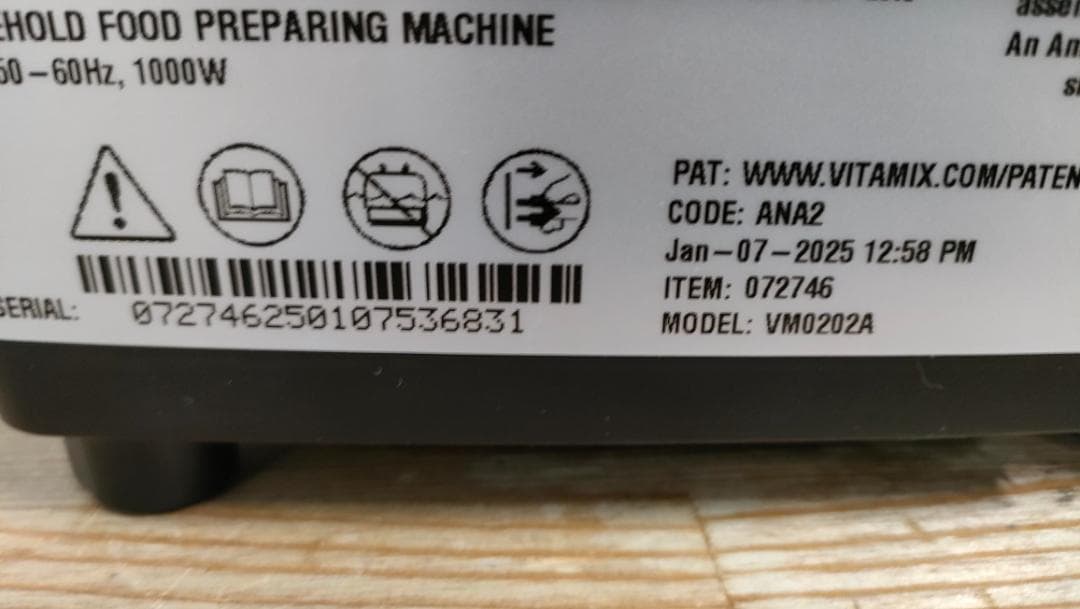 EHOLD FOOD PREPARING MACHINE
60-60Hz, 1000W
An Am
PAT: WWW.VITAMIX.COM/PATEN
CODE: ANA2
Jan-07-2025 12:58 PM
ITEM: 072746
MODEL: VM0202A
SERIAL: 072746250107536831